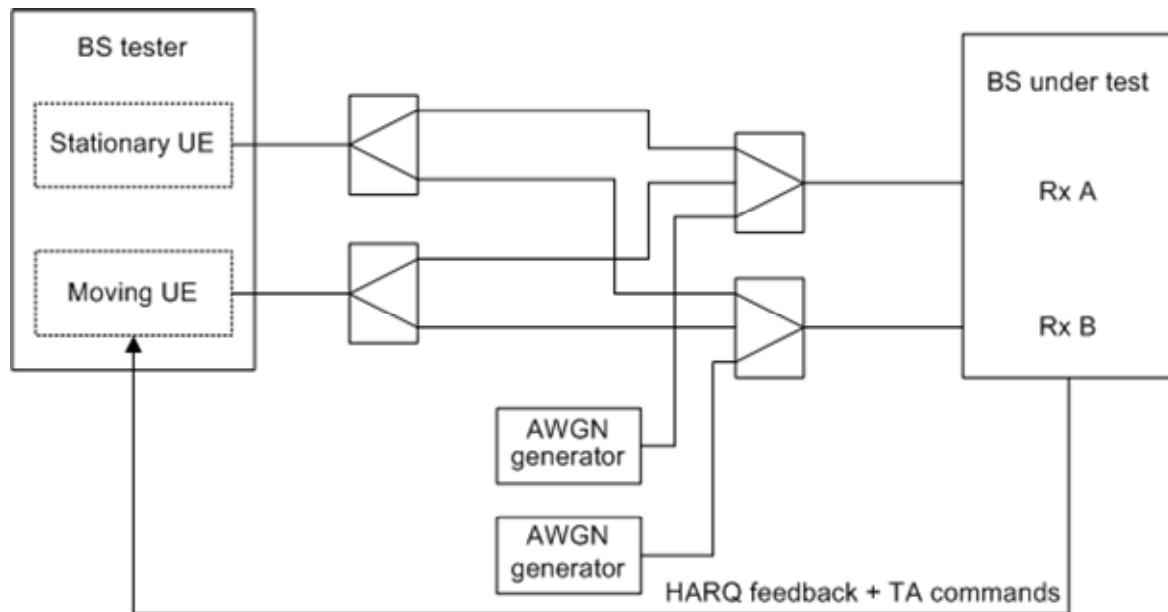 BS tester
Stationary UE
Moving UE
BS under test
Rx A
Rx B
AWGN
generator
AWGN
generator
HARQ feedback + TA commands